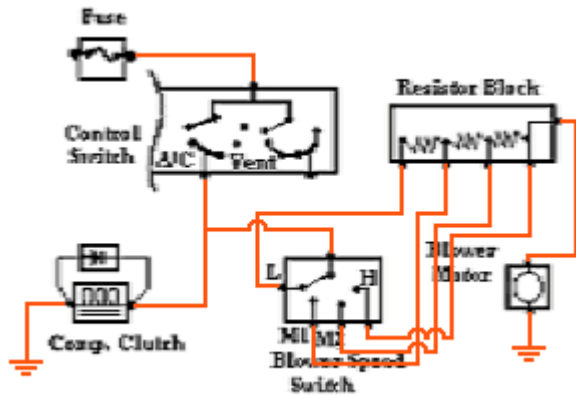 Fuse
Resistor Block
Control
Switch
A/C
Vent
Blower
Motor
L
H
M1
M2
Comp. Clutch
Blower Speed
Switch